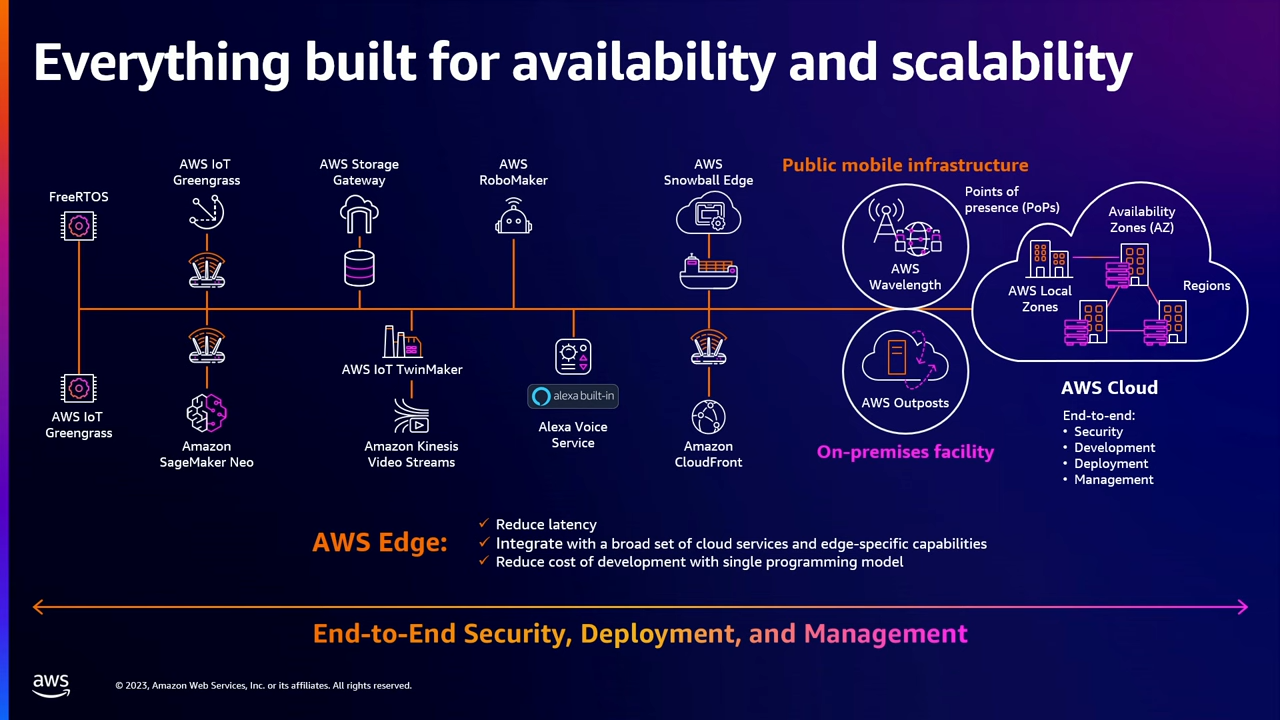 Everything built for availability and scalability
FreeRTOS
AWS IoT
Greengrass
AWS Storage
Gateway
AWS
RoboMaker
AWS
Snowball Edge
Public mobile infrastructure
AWS
Wavelength
Points of
presence (PoPs)
Availability
Zones (AZ)
AWS Local
Zones
Regions
AWS IoT
Greengrass
Amazon
SageMaker Neo
AWS IoT TwinMaker
Amazon Kinesis
Video Streams
alexa built-in
Alexa Voice
Service
Amazon
CloudFront
AWS Outposts
On-premises facility
AWS Cloud
End-to-end:
• Security
• Development
• Deployment
• Management
AWS Edge:
✓ Reduce latency
✓ Integrate with a broad set of cloud services and edge-specific capabilities
✓ Reduce cost of development with single programming model
End-to-End Security, Deployment, and Management
aws
© 2023, Amazon Web Services, Inc. or its affiliates. All rights reserved.